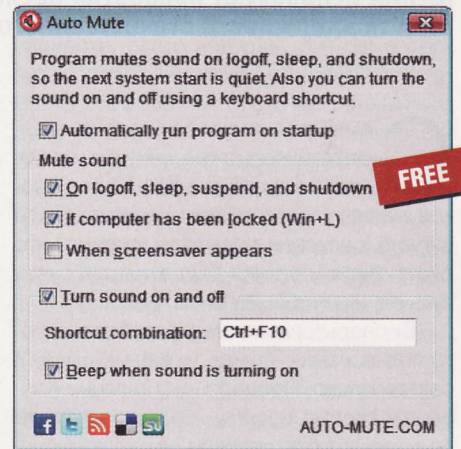 Auto Mute
Program mutes sound on logoff, sleep, and shutdown,
so the next system start is quiet. Also you can turn the
sound on and off using a keyboard shortcut.
Automatically run program on startup
Mute sound
On logoff, sleep, suspend, and shutdown
FREE
If computer has been locked (Win+L)
When screensaver appears
Turn sound on and off
Shortcut combination: Ctrl+F10
Beep when sound is turning on
f t su AUTO-MUTE.COM